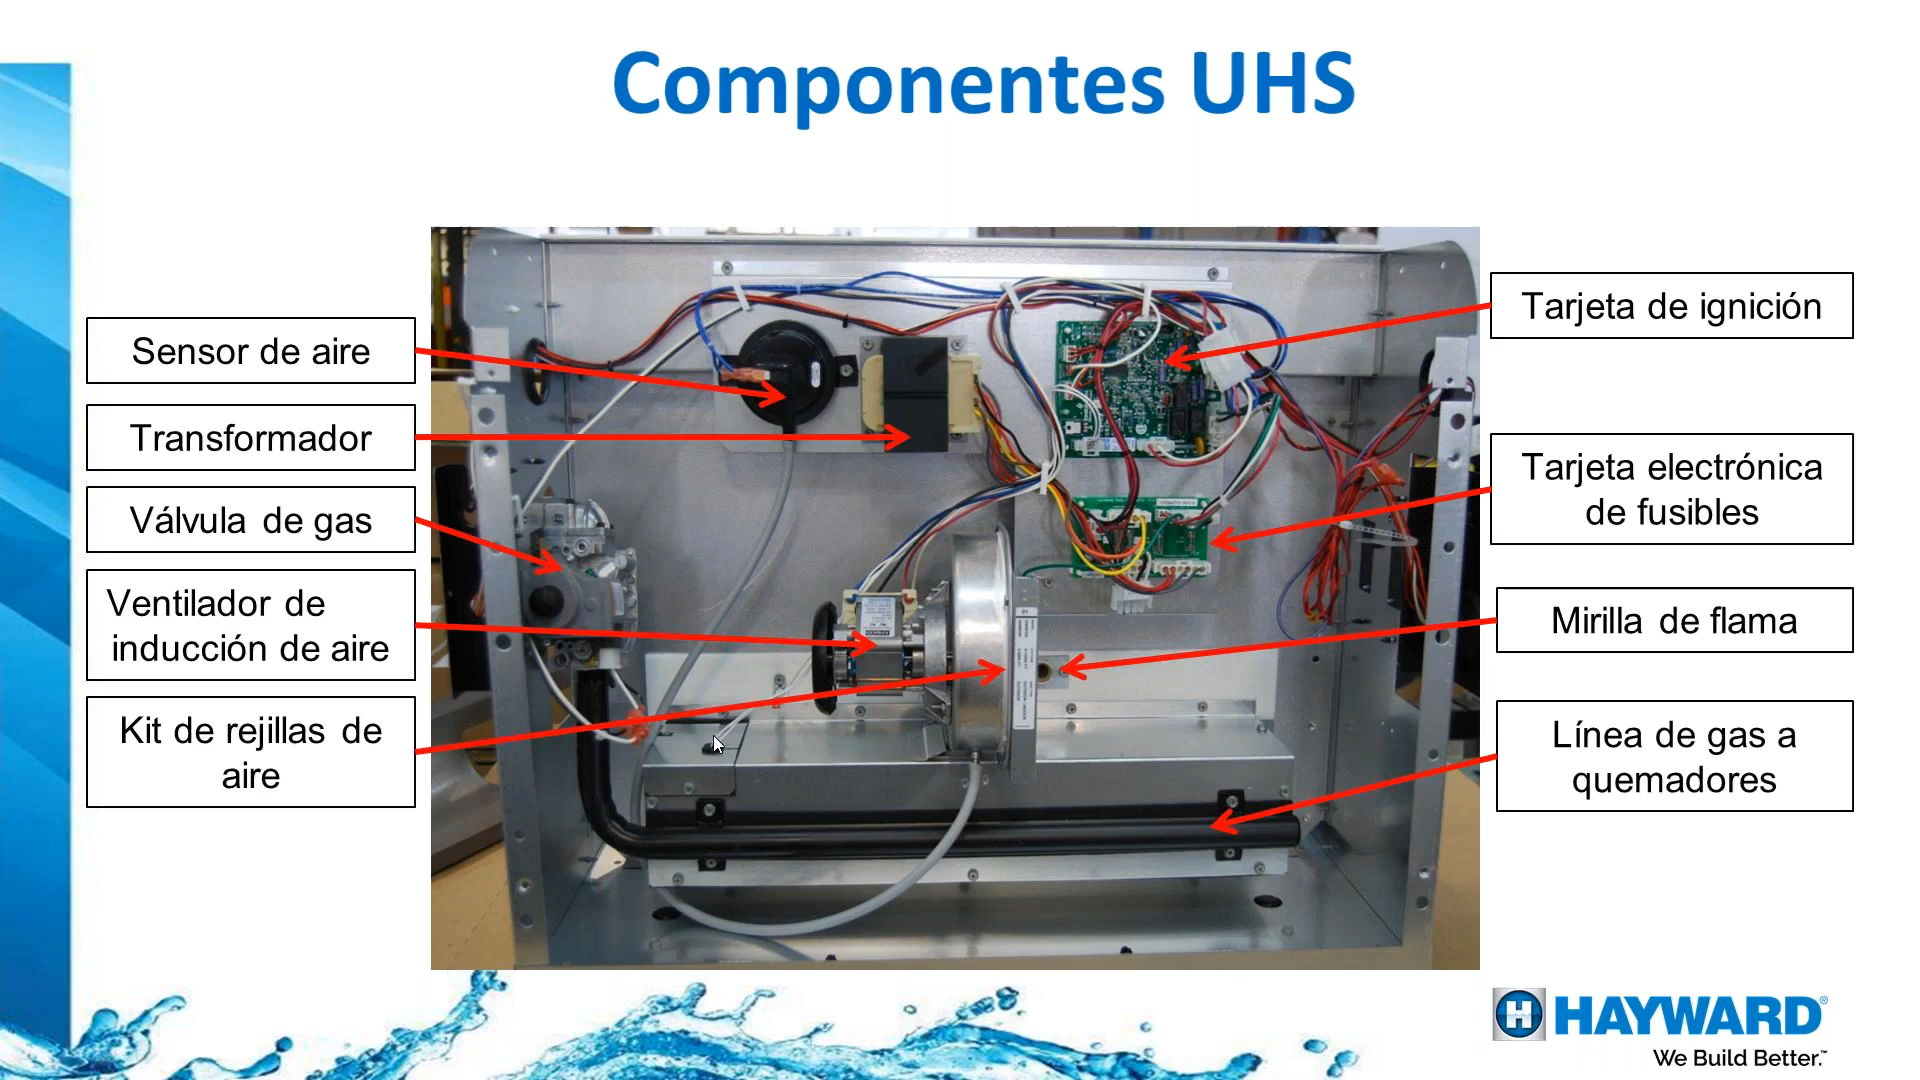 Componentes UHS
Sensor de aire
Transformador
Válvula de gas
Ventilador de
inducción de aire
Kit de rejillas de
aire
Tarjeta de ignición
Tarjeta electrónica
de fusibles
Mirilla de flama
Línea de gas a
quemadores
H HAYWARD®
We Build Better.™